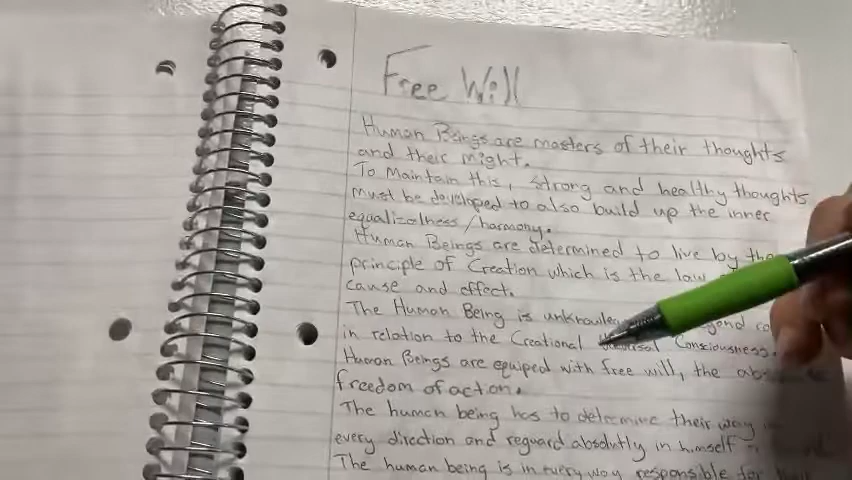 Free Will
Human Beings are masters of their thoughts
and their might.
To Maintain this, strong and healthy thoughts
must be developed to also build up the inner
equalizolness/harmony.
Human Beings are determined to live by the
principle of Creation which is the law
cause and effect.
The Human Being is
in relation to the Creational Consciousness.
Human Beings are equiped with free will, the
freedom of action.
The human being has to determine their way
every direction and reguard absolutly in himself
The human being is in every way responsible for